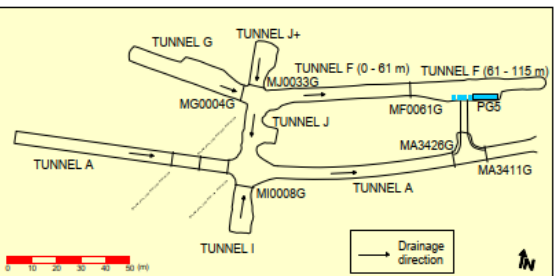 TUNNEL J+
TUNNEL G
TUNNEL F (0 - 61 m)
TUNNEL F (61 - 115 m)
MJ0033G
MG0004G
MF0061G
PG5
TUNNEL J
MA3426G
TUNNEL A
MA3411G
MI0008G
TUNNEL A
TUNNEL I
0 10 20 30 40 50 (m)
Drainage
direction
N